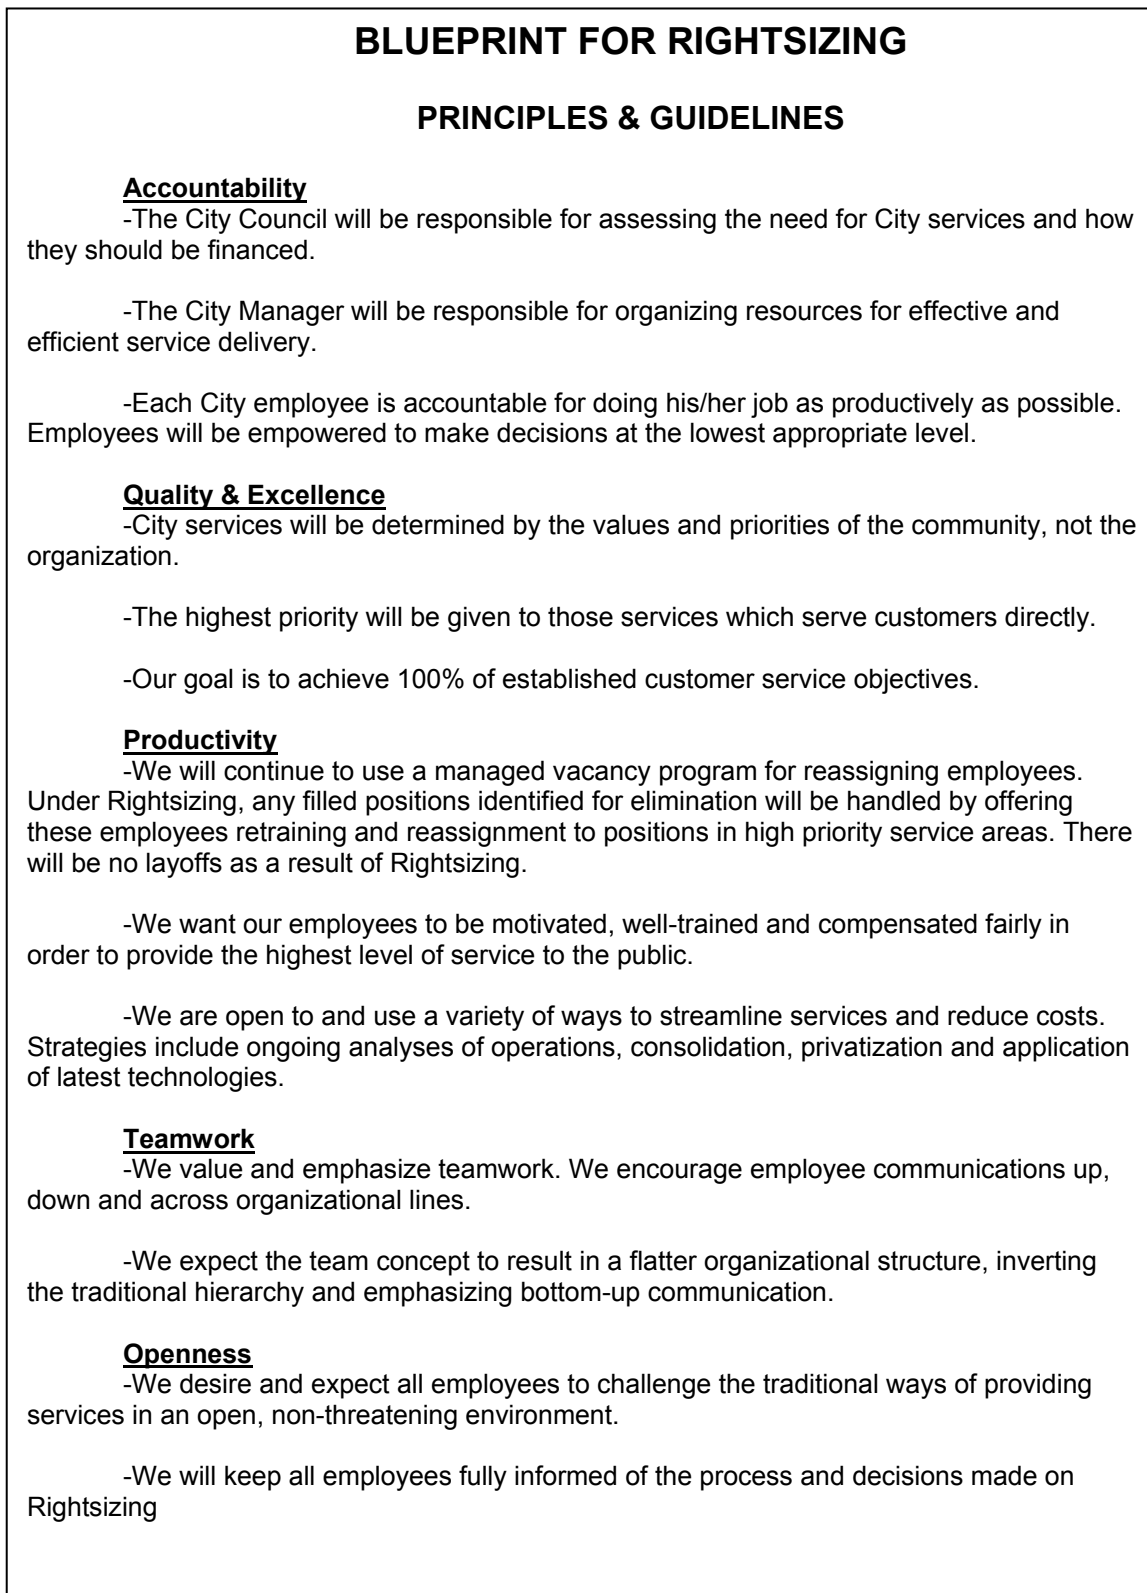 BLUEPRINT FOR RIGHTSIZING
PRINCIPLES & GUIDELINES
Accountability
-The City Council will be responsible for assessing the need for City services and how
they should be financed.
-The City Manager will be responsible for organizing resources for effective and
efficient service delivery.
-Each City employee is accountable for doing his/her job as productively as possible.
Employees will be empowered to make decisions at the lowest appropriate level.
Quality & Excellence
-City services will be determined by the values and priorities of the community, not the
organization.
-The highest priority will be given to those services which serve customers directly.
-Our goal is to achieve 100% of established customer service objectives.
Productivity
-We will continue to use a managed vacancy program for reassigning employees.
Under Rightsizing, any filled positions identified for elimination will be handled by offering
these employees retraining and reassignment to positions in high priority service areas. There
will be no layoffs as a result of Rightsizing.
-We want our employees to be motivated, well-trained and compensated fairly in
order to provide the highest level of service to the public.
-We are open to and use a variety of ways to streamline services and reduce costs.
Strategies include ongoing analyses of operations, consolidation, privatization and application
of latest technologies.
Teamwork
-We value and emphasize teamwork. We encourage employee communications up,
down and across organizational lines.
-We expect the team concept to result in a flatter organizational structure, inverting
the traditional hierarchy and emphasizing bottom-up communication.
Openness
-We desire and expect all employees to challenge the traditional ways of providing
services in an open, non-threatening environment.
-We will keep all employees fully informed of the process and decisions made on
Rightsizing